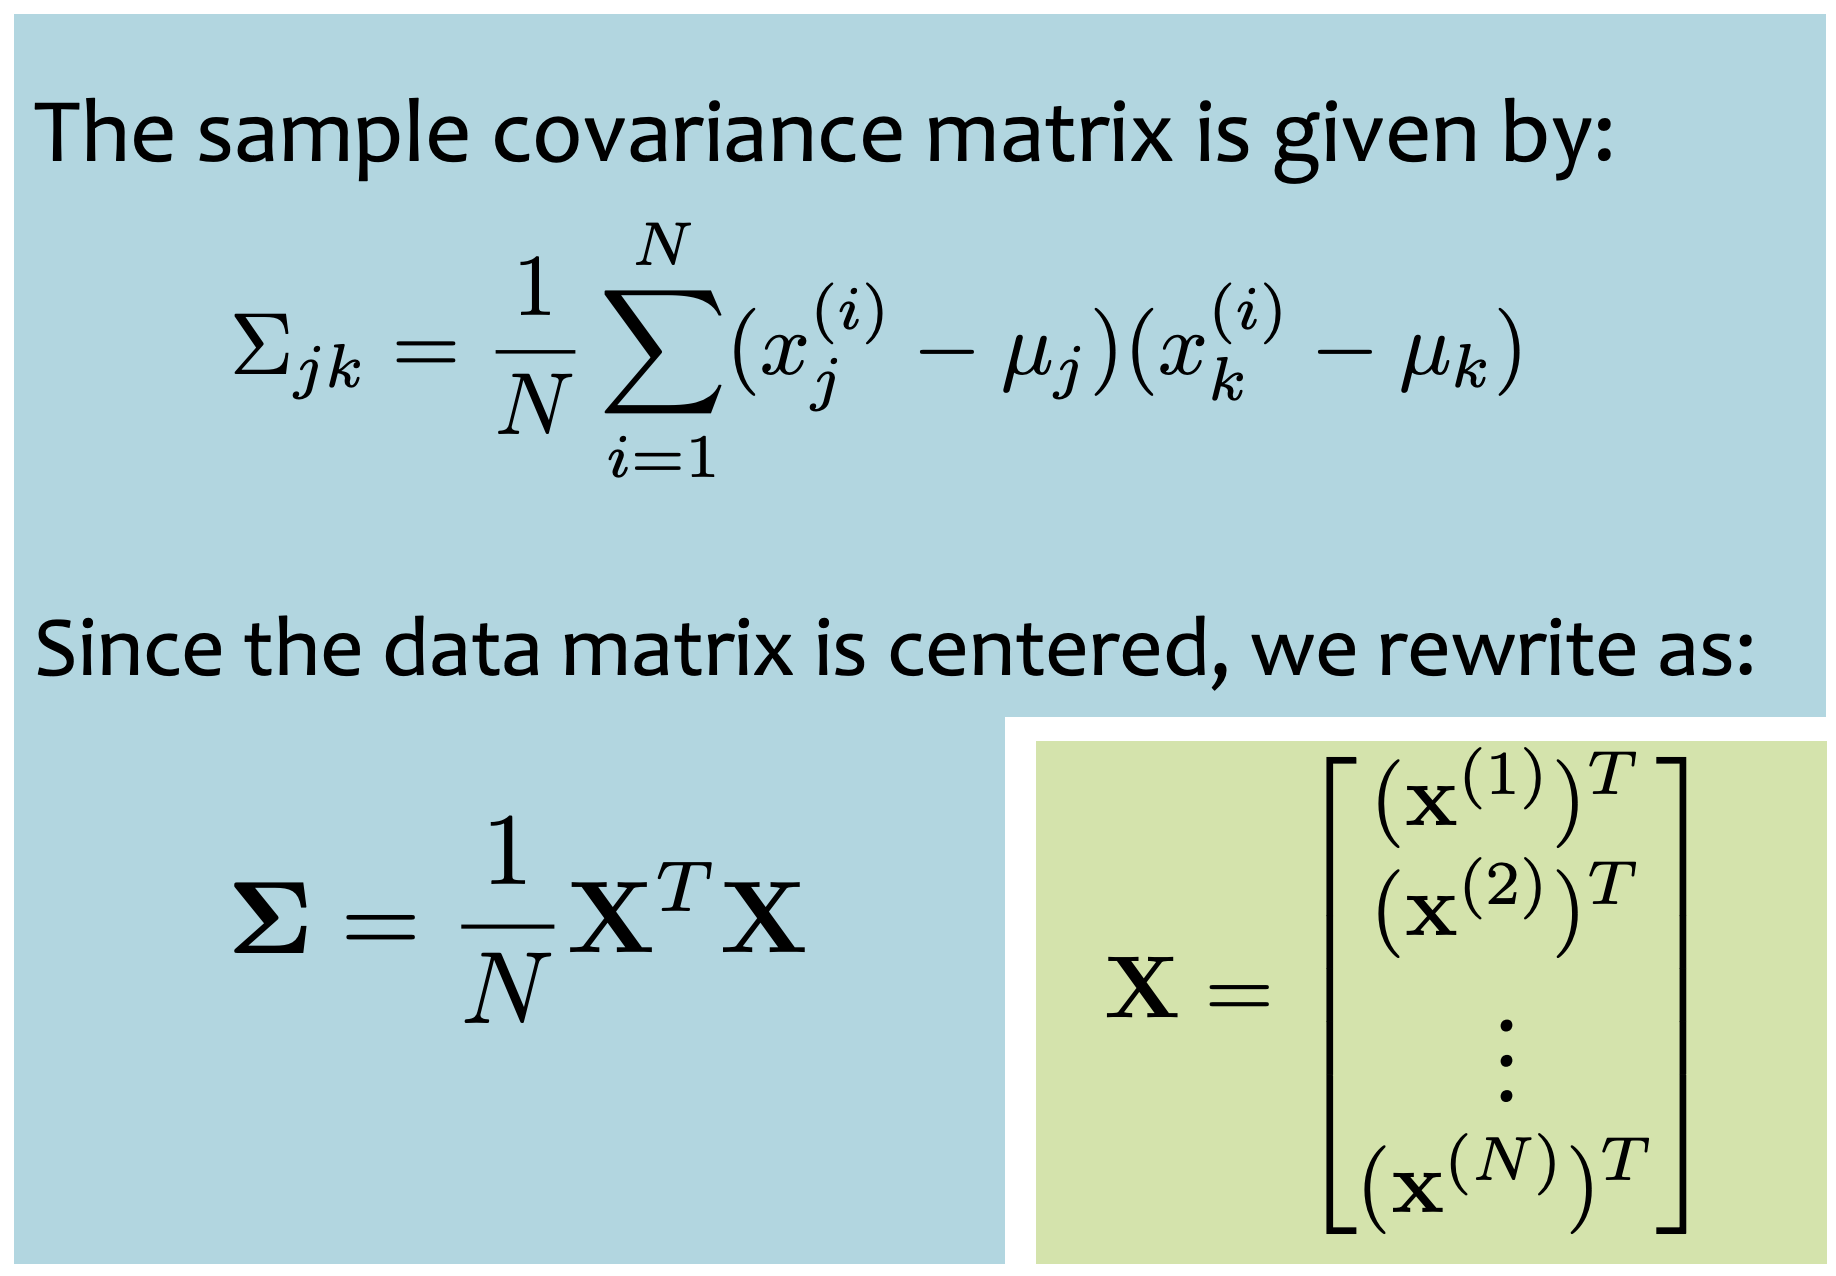 The sample covariance matrix is given by:
$\Sigma_{jk} = \frac{1}{N} \sum_{i=1}^{N} (x_j^{(i)} - \mu_j)(x_k^{(i)} - \mu_k)$
Since the data matrix is centered, we rewrite as:
$\boldsymbol{\Sigma} = \frac{1}{N} \mathbf{X}^T \mathbf{X}$
$\mathbf{X} = \begin{bmatrix} (\mathbf{x}^{(1)})^T \\ (\mathbf{x}^{(2)})^T \\ \vdots \\ (\mathbf{x}^{(N)})^T \end{bmatrix}$